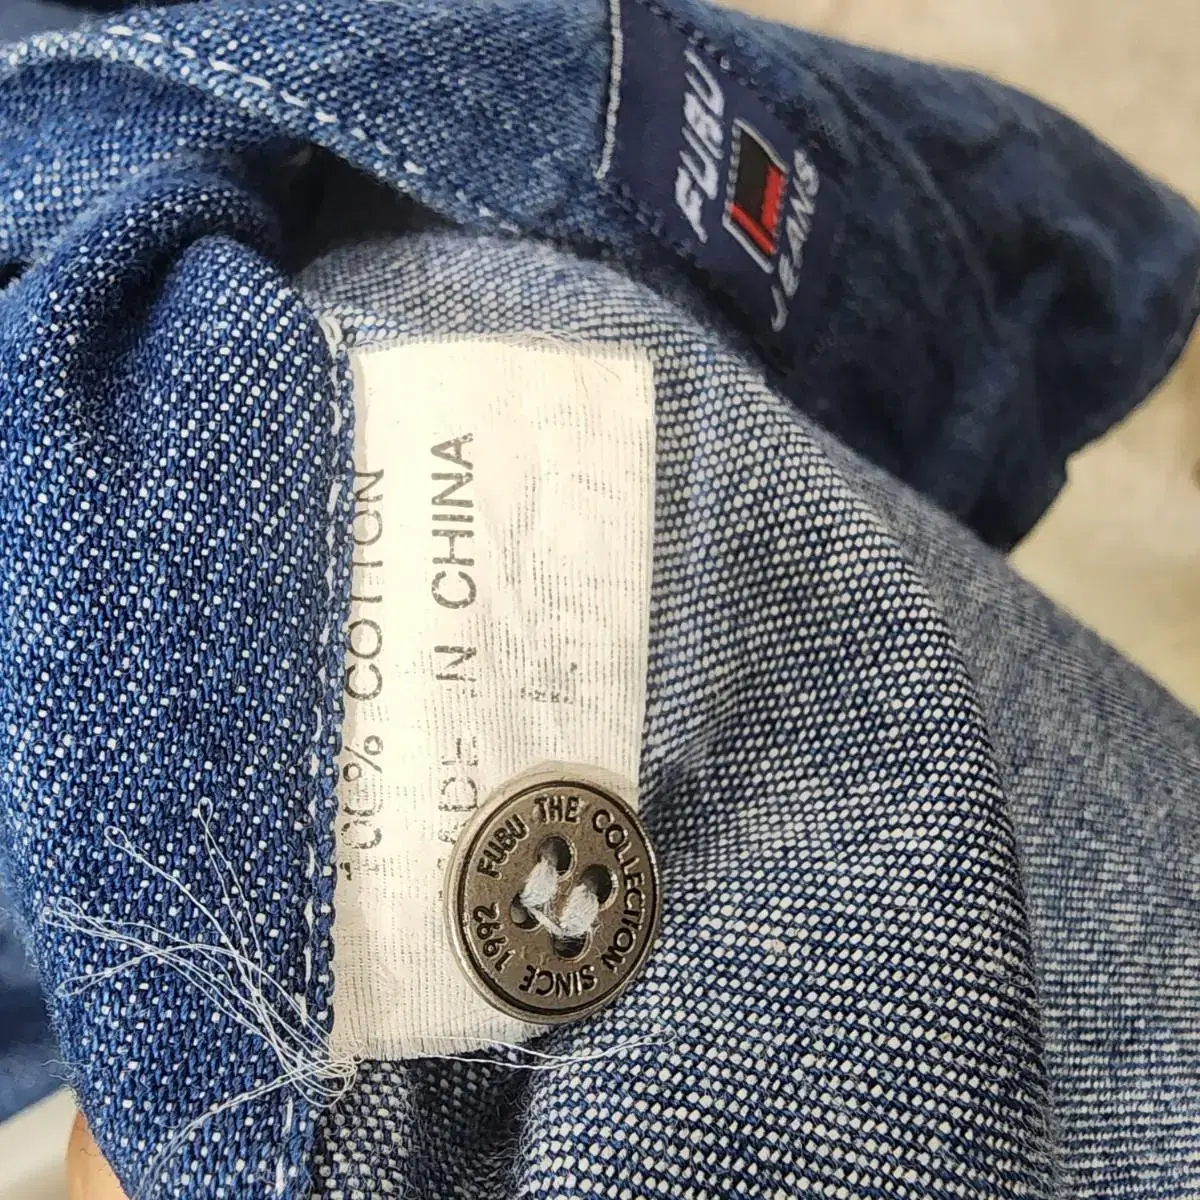 FUBU
JEANS
100% COTTON
MADE IN CHINA
FUBU THE COLLECTION SINCE 1992